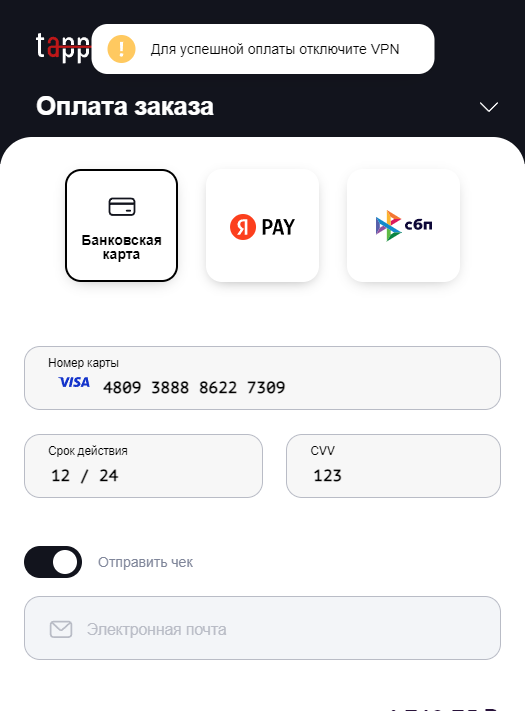 tapp
Для успешной оплаты отключите VPN
Оплата заказа
Банковская
карта
Я PAY
сбп
Номер карты
VISA 4809 3888 8622 7309
Срок действия
12 / 24
CVV
123
Отправить чек
Электронная почта